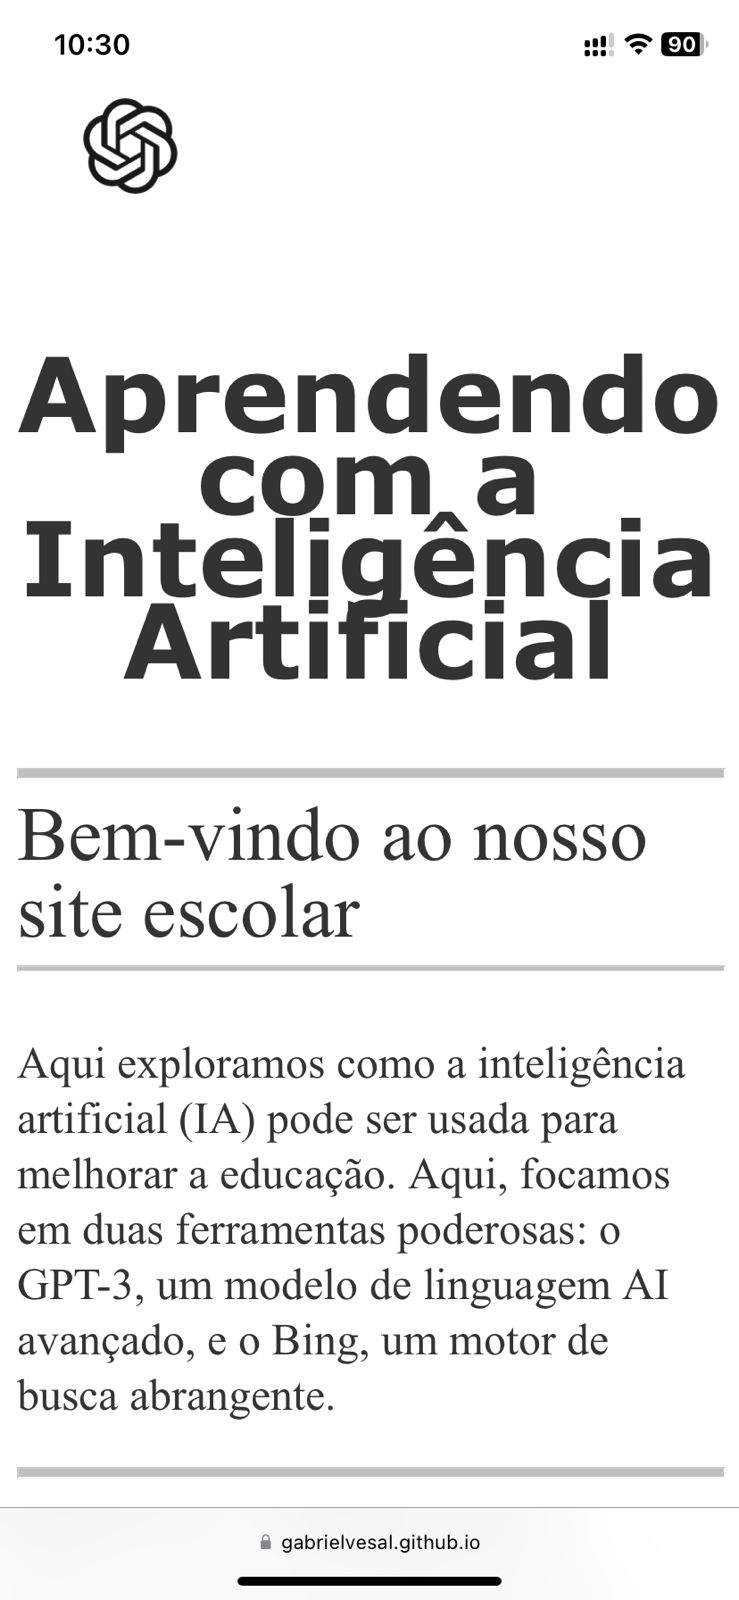 10:30
90
Aprendendo
com a
Inteligência
Artificial
Bem-vindo ao nosso
site escolar
Aqui exploramos como a inteligência
artificial (IA) pode ser usada para
melhorar a educação. Aqui, focamos
em duas ferramentas poderosas: o
GPT-3, um modelo de linguagem AI
avançado, e o Bing, um motor de
busca abrangente.
gabrielvesal.github.io